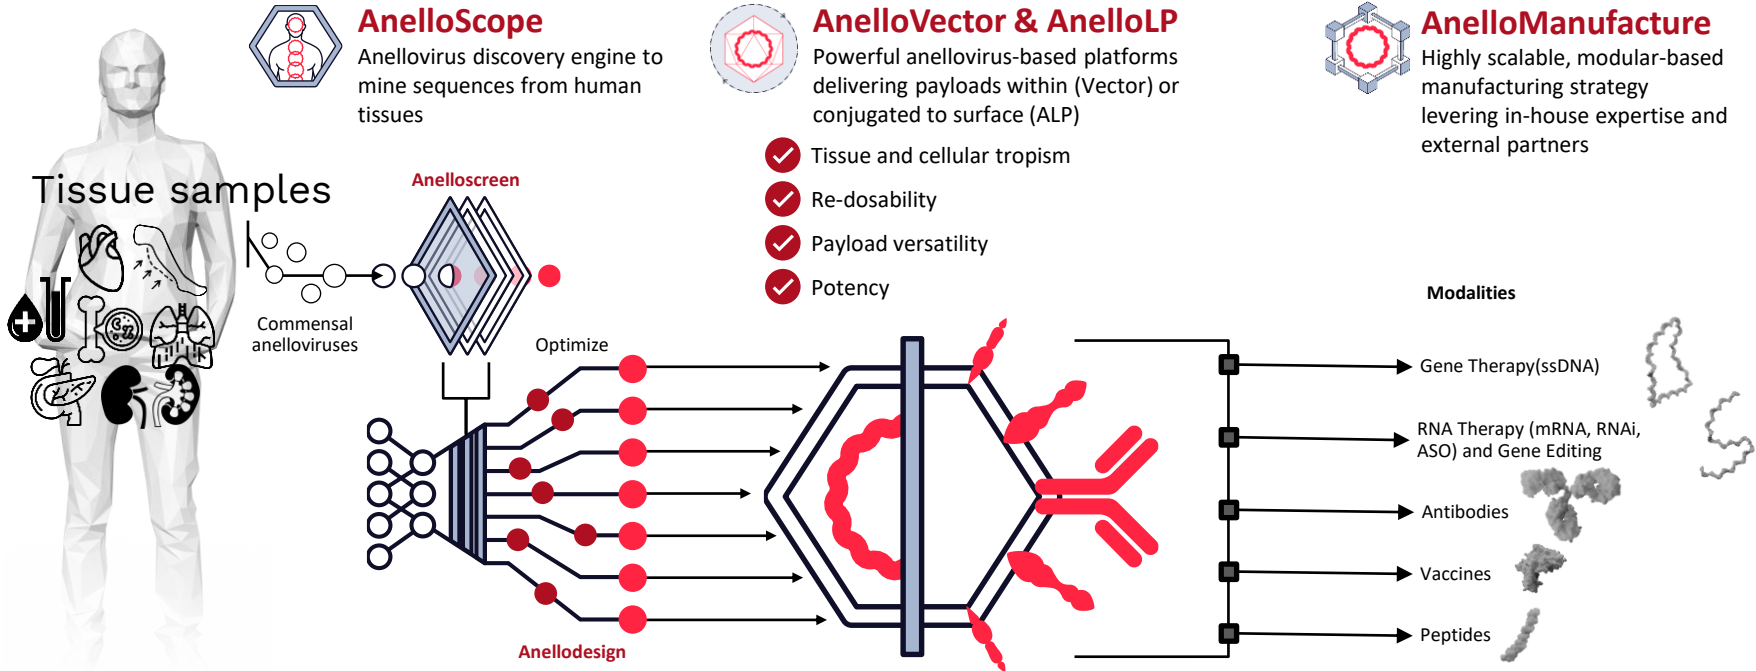 AnelloScope
Anellovirus discovery engine to
mine sequences from human
tissues
AnelloVector & AnelloLP
Powerful anellovirus-based platforms
delivering payloads within (Vector) or
conjugated to surface (ALP)
Tissue and cellular tropism
Re-dosability
Payload versatility
Potency
AnelloManufacture
Highly scalable, modular-based
manufacturing strategy
levering in-house expertise and
external partners
Tissue samples
Anelloscreen
Commensal
anelloviruses
Optimize
Anellodesign
Modalities
Gene Therapy(ssDNA)
RNA Therapy (mRNA, RNAi,
ASO) and Gene Editing
Antibodies
Vaccines
Peptides